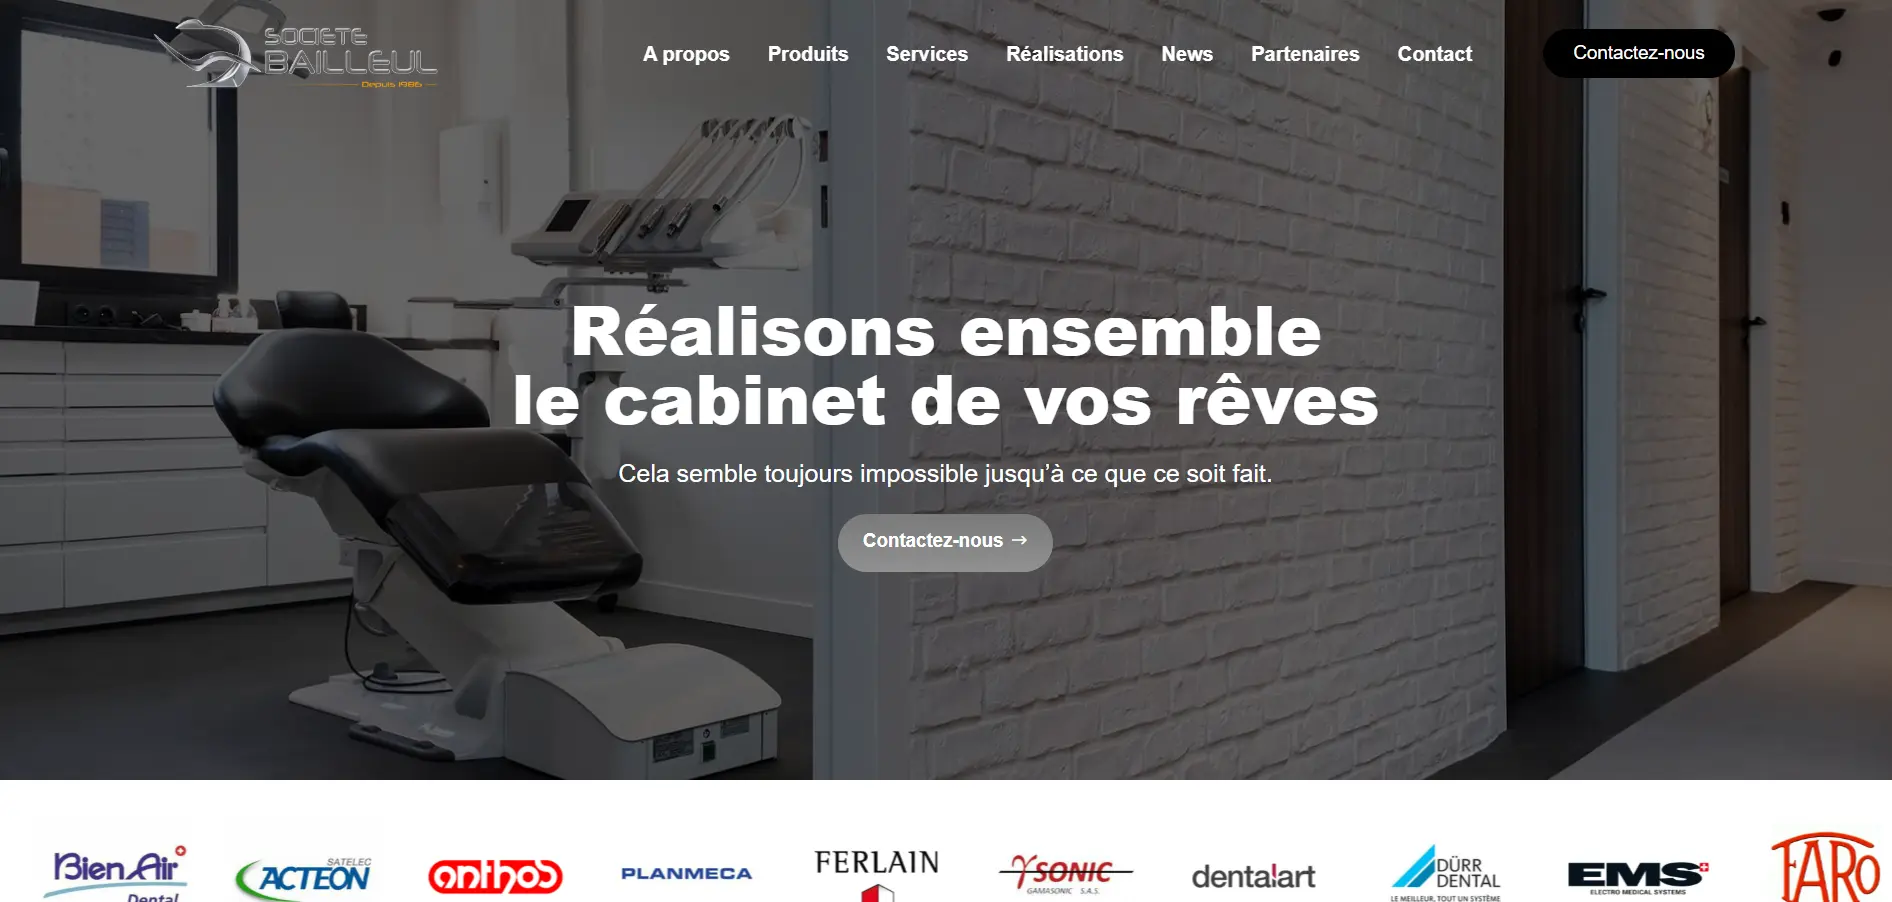 SOCIETE
BAILLEUL
Depuis 1986
A propos Produits Services Réalisations News Partenaires Contact Contactez-nous
Réalisons ensemble
le cabinet de vos rêves
Cela semble toujours impossible jusqu’à ce que ce soit fait.
Contactez-nous →
Bien Air
Dental
SATELEC
ACTEON
anthos
PLANMECA
FERLAIN
γSONIC
GAMASONIC S.A.S.
dentalart
DÜRR
DENTAL
LE MEILLEUR. TOUT UN SYSTÈME
EMS
ELECTRO MEDICAL SYSTEMS
FARO